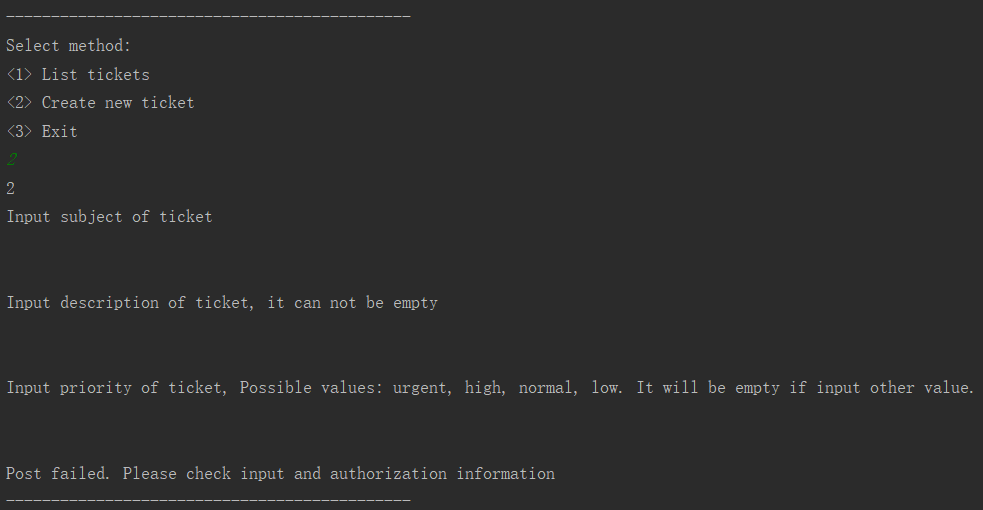 ---------------------------------------------
Select method:
<1> List tickets
<2> Create new ticket
<3> Exit
2
2
Input subject of ticket
Input description of ticket, it can not be empty
Input priority of ticket, Possible values: urgent, high, normal, low. It will be empty if input other value.
Post failed. Please check input and authorization information
---------------------------------------------